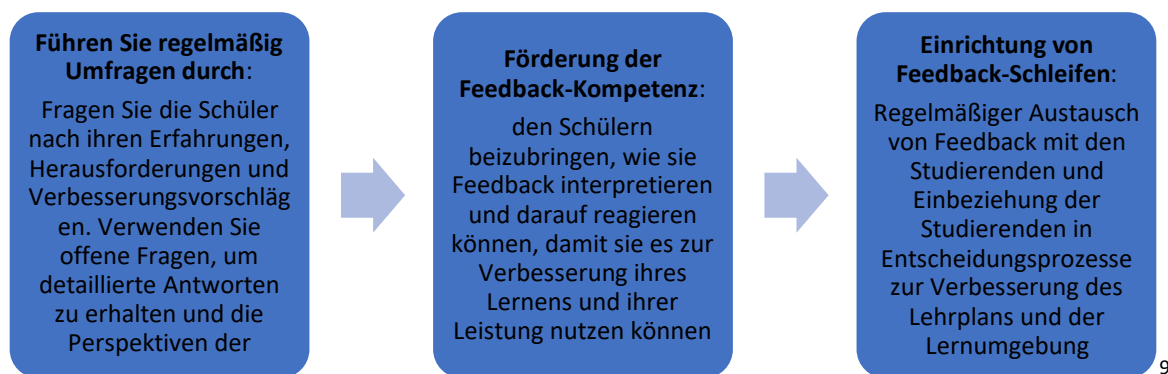 Führen Sie regelmäßig
Umfragen durch:
Fragen Sie die Schüler
nach ihren Erfahrungen,
Herausforderungen und
Verbesserungsvorschläg
en. Verwenden Sie
offene Fragen, um
detaillierte Antworten
zu erhalten und die
Perspektiven der
Förderung der
Feedback-Kompetenz:
den Schülern
beizubringen, wie sie
Feedback interpretieren
und darauf reagieren
können, damit sie es zur
Verbesserung ihres
Lernens und ihrer
Leistung nutzen können
Einrichtung von
Feedback-Schleifen:
Regelmäßiger Austausch
von Feedback mit den
Studierenden und
Einbeziehung der
Studierenden in
Entscheidungsprozesse
zur Verbesserung des
Lehrplans und der
Lernumgebung
9